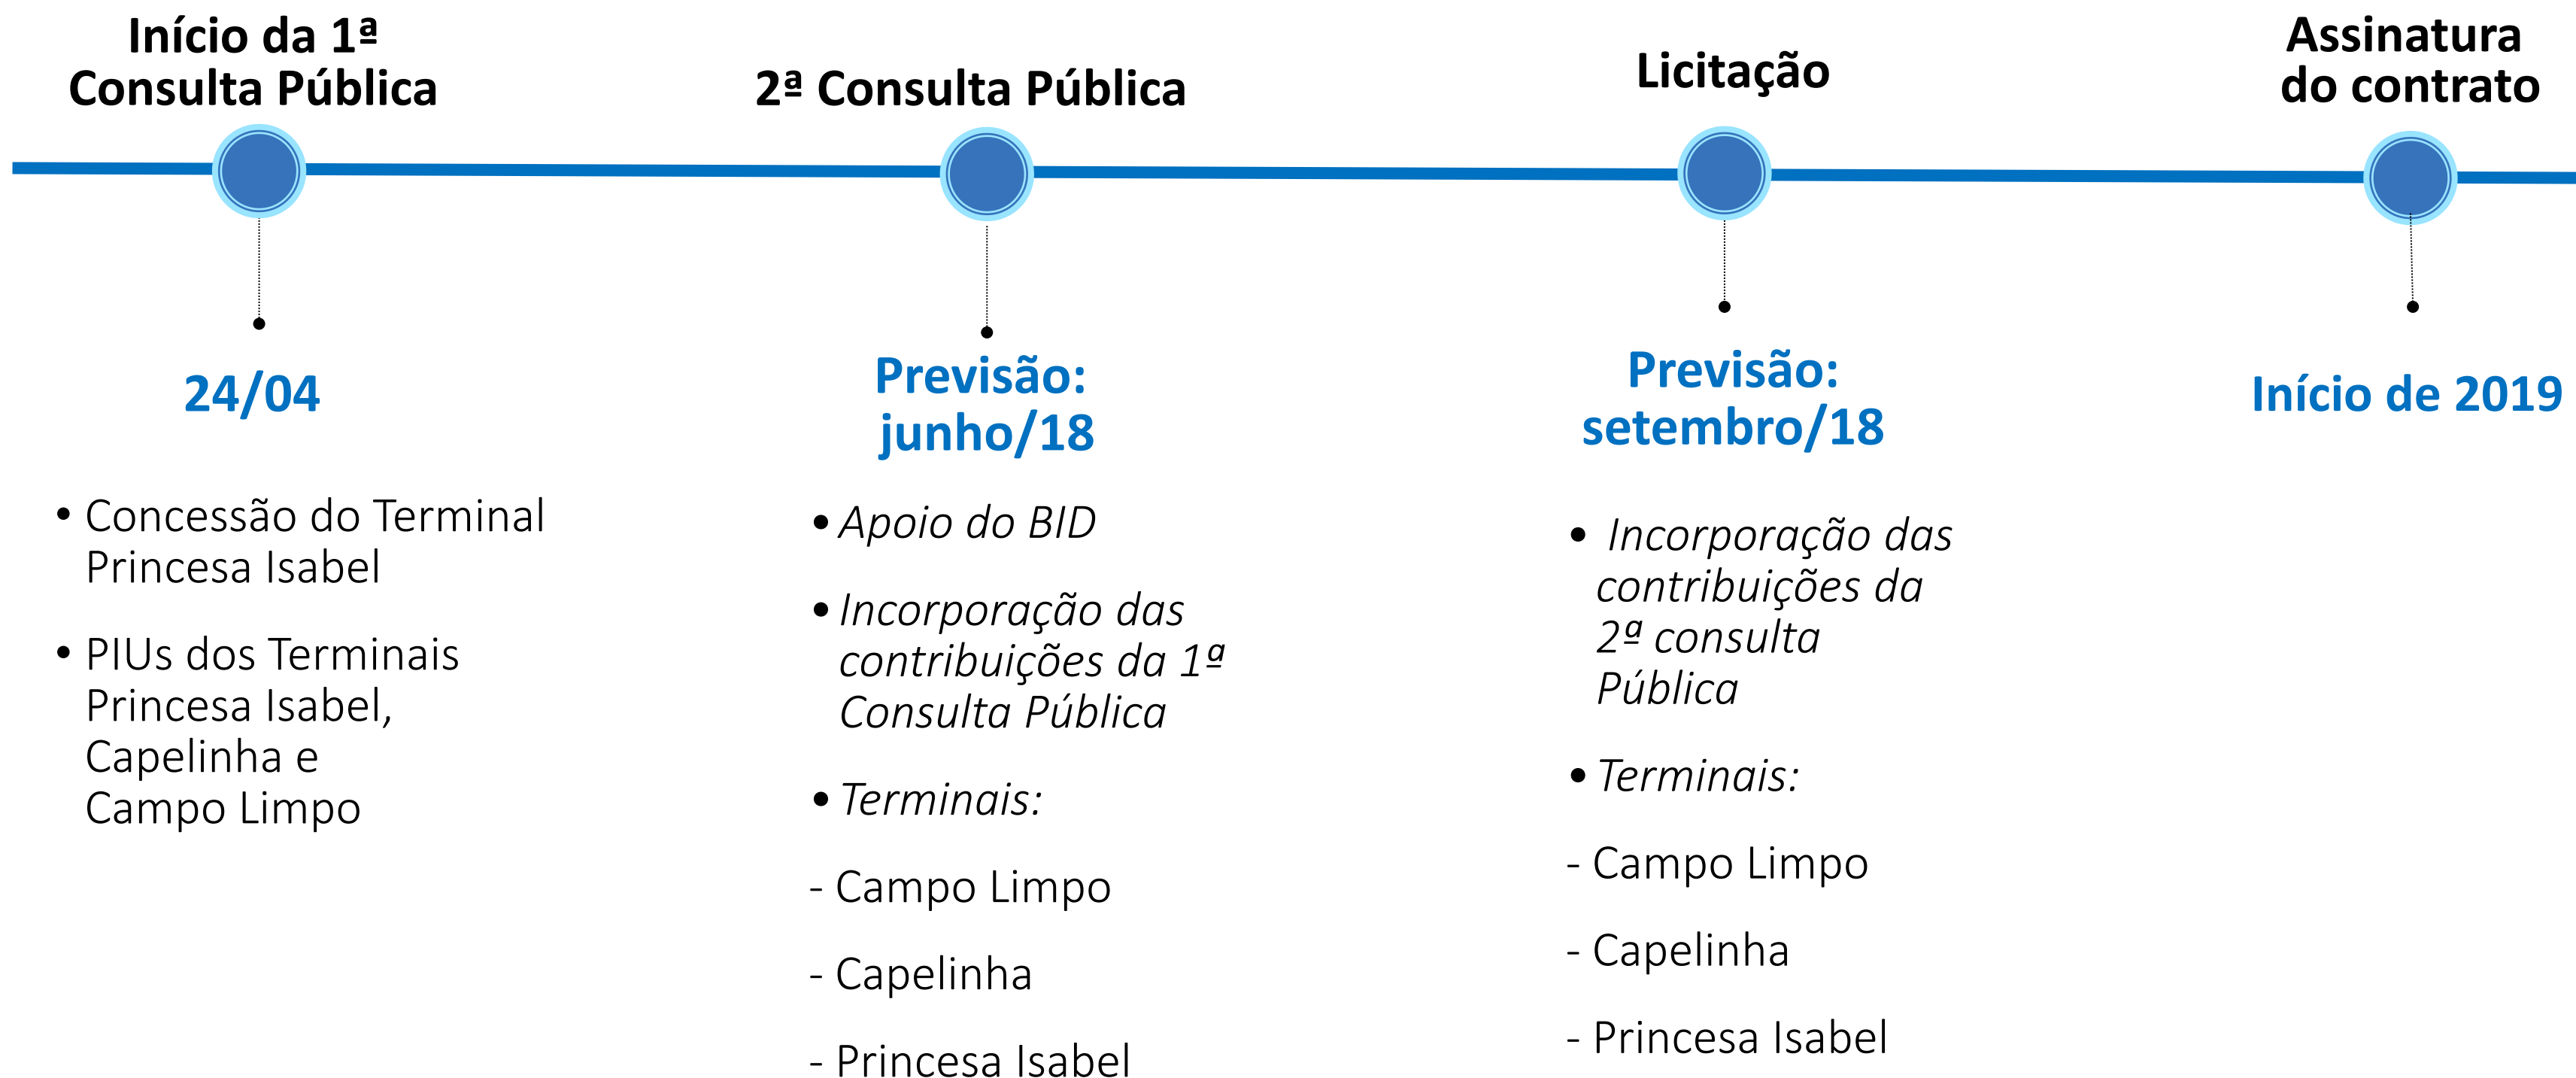 Início da 1ª
Consulta Pública
24/04
• Concessão do Terminal
Princesa Isabel
• PIUs dos Terminais
Princesa Isabel,
Capelinha e
Campo Limpo
2ª Consulta Pública
Previsão:
junho/18
• Apoio do BID
• Incorporação das
contribuições da 1ª
Consulta Pública
• Terminais:
- Campo Limpo
- Capelinha
- Princesa Isabel
Licitação
Previsão:
setembro/18
• Incorporação das
contribuições da
2ª consulta
Pública
• Terminais:
- Campo Limpo
- Capelinha
- Princesa Isabel
Assinatura
do contrato
Início de 2019